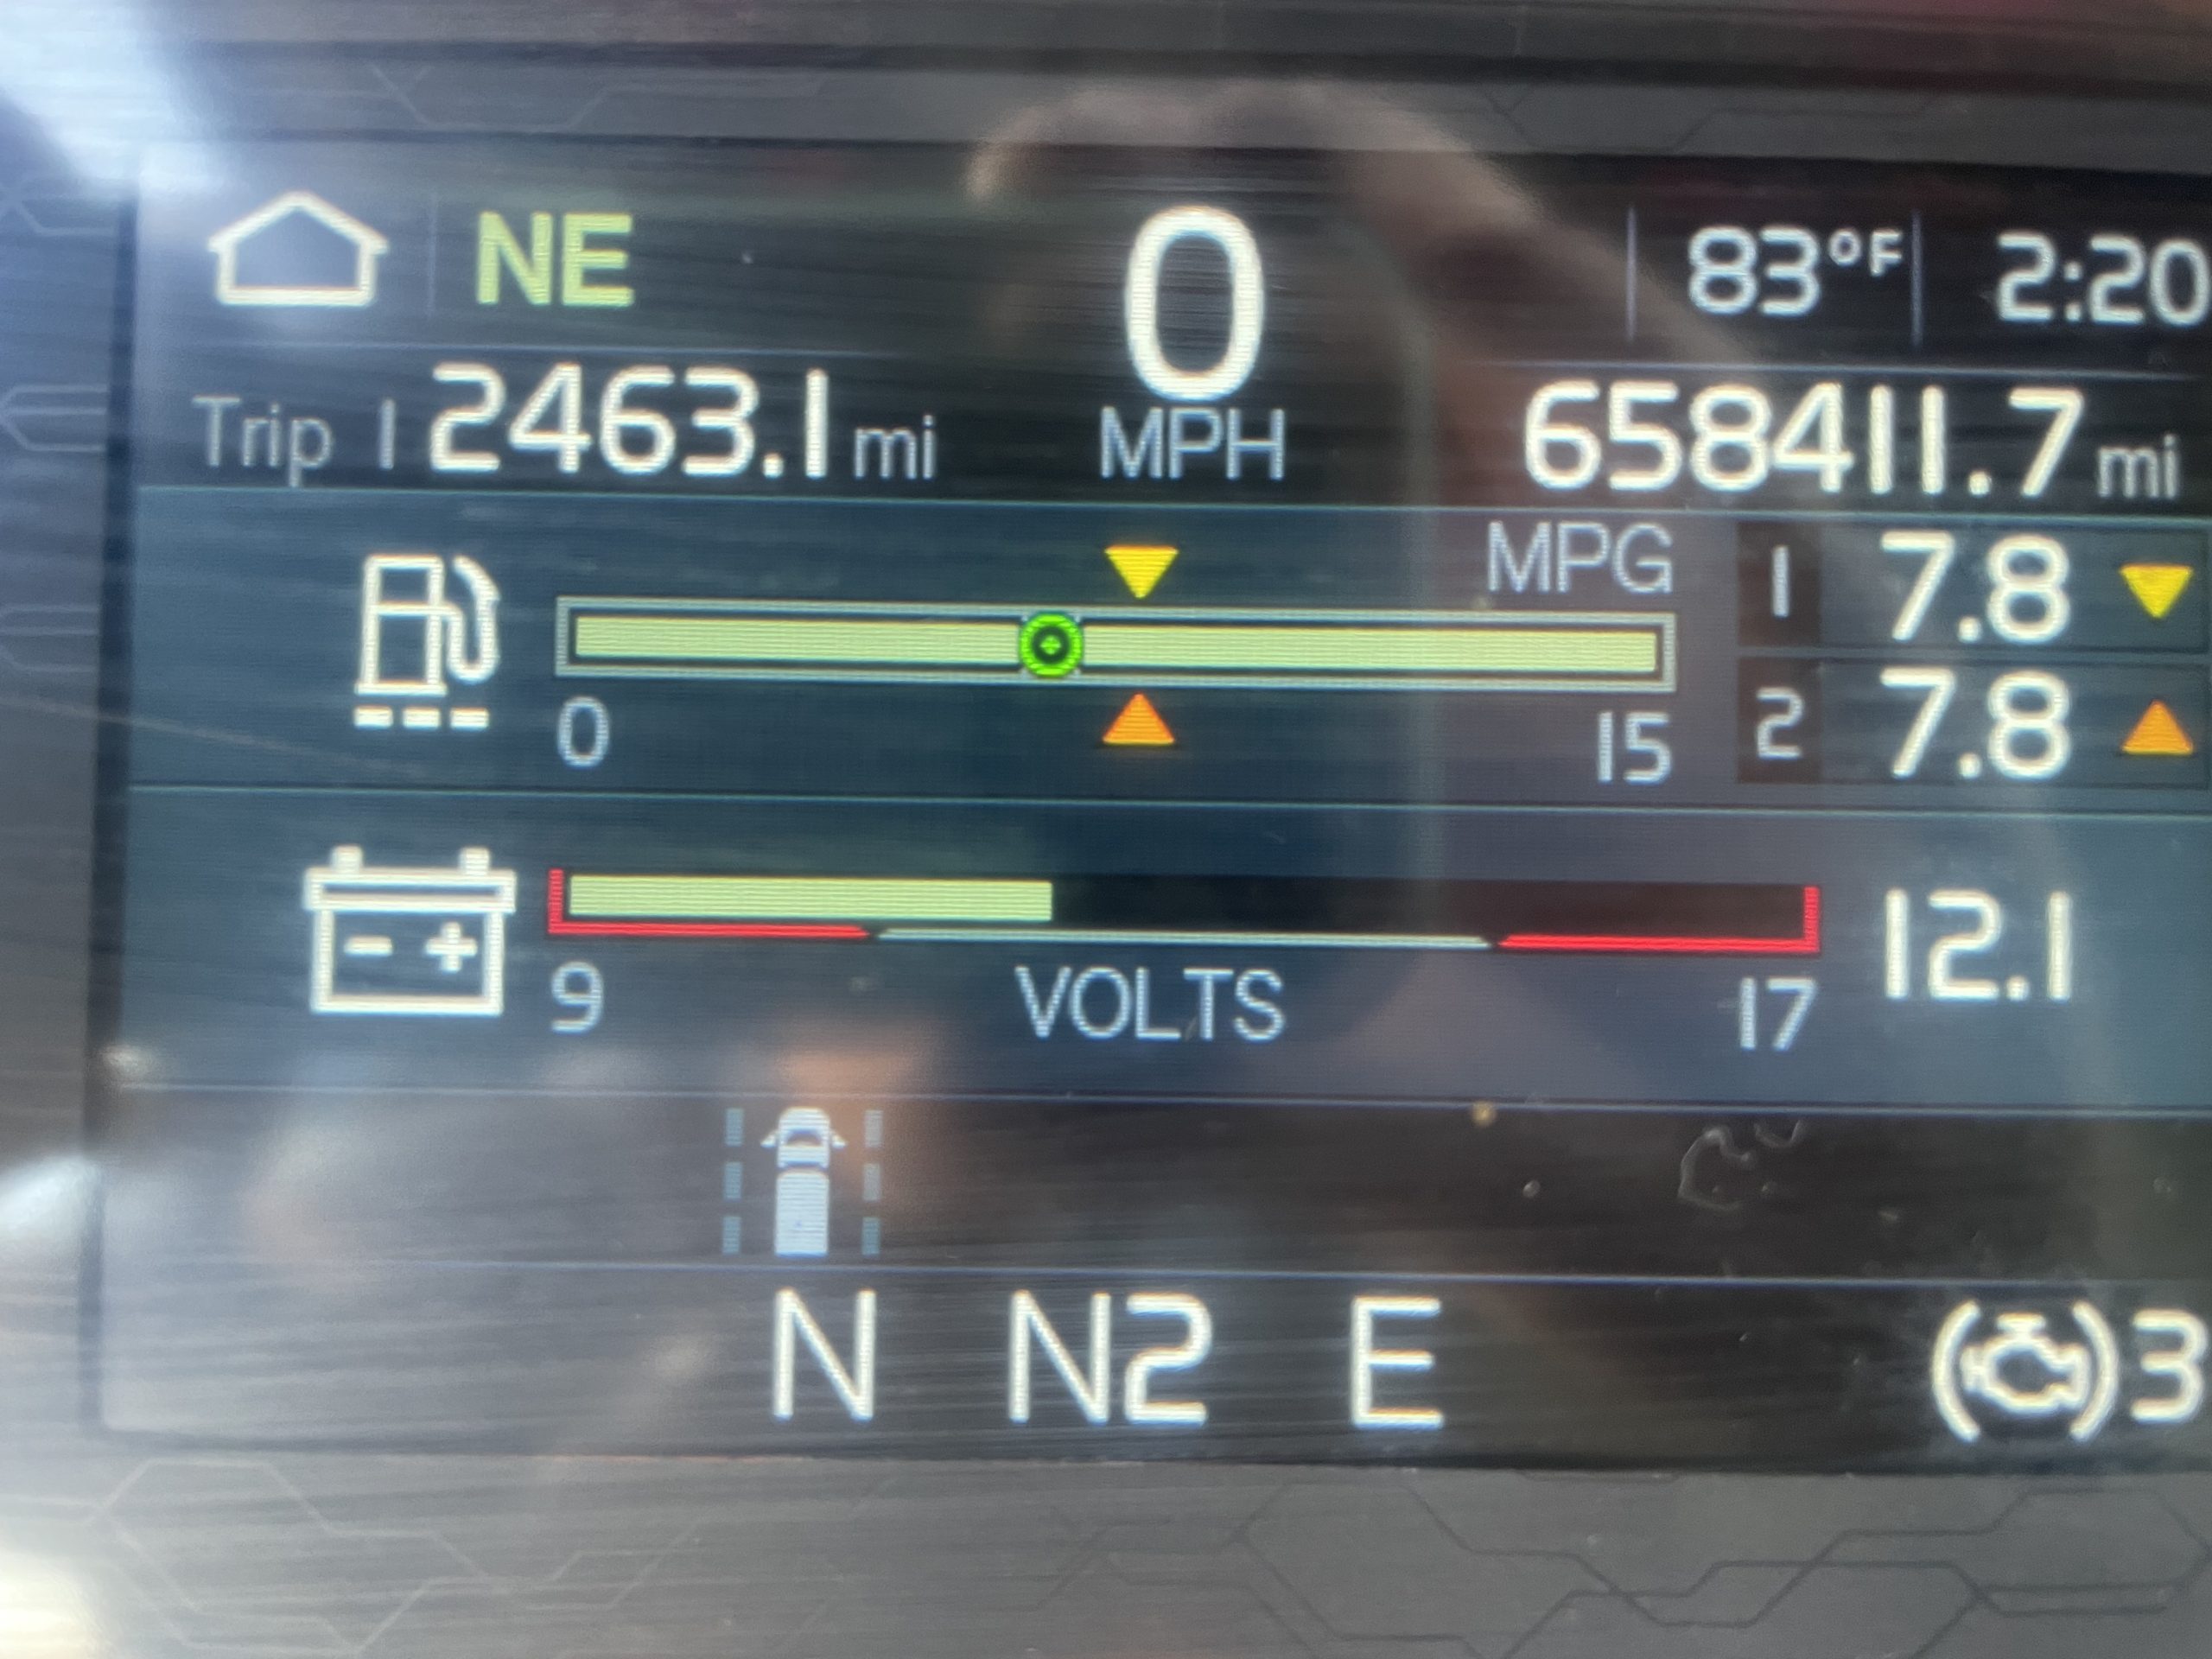 NE 0 83°F 2:20
Trip 1 2463.1 mi MPH 658411.7 mi
MPG 1 7.8
0 15 2 7.8
- + 12.1
9 VOLTS 17
N N2 E 3